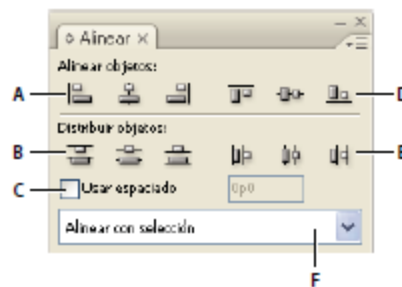 Alinear ×
Alinear objetos:
A
D
Distribuir objetos:
B
E
C
Usar espaciado
0p0
Alinear con selección
F